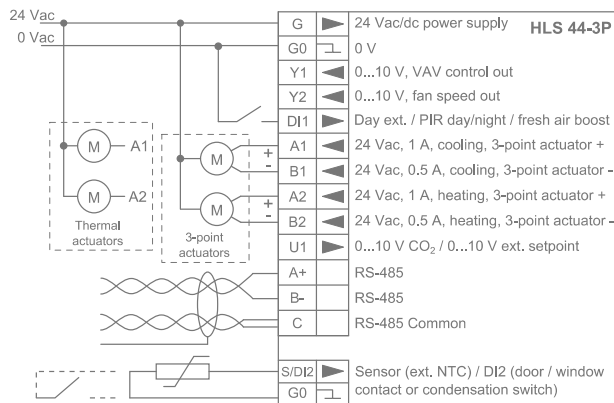 24 Vac
0 Vac
M A1
M A2
Thermal
actuators
M + -
M + -
3-point
actuators
HLS 44-3P
G 24 Vac/dc power supply
G0 0 V
Y1 0...10 V, VAV control out
Y2 0...10 V, fan speed out
DI1 Day ext. / PIR day/night / fresh air boost
A1 24 Vac, 1 A, cooling, 3-point actuator +
B1 24 Vac, 0.5 A, cooling, 3-point actuator -
A2 24 Vac, 1 A, heating, 3-point actuator +
B2 24 Vac, 0.5 A, heating, 3-point actuator -
U1 0...10 V CO₂ / 0...10 V ext. setpoint
A+ RS-485
B- RS-485
C RS-485 Common
S/DI2 Sensor (ext. NTC) / DI2 (door / window
G0 contact or condensation switch)